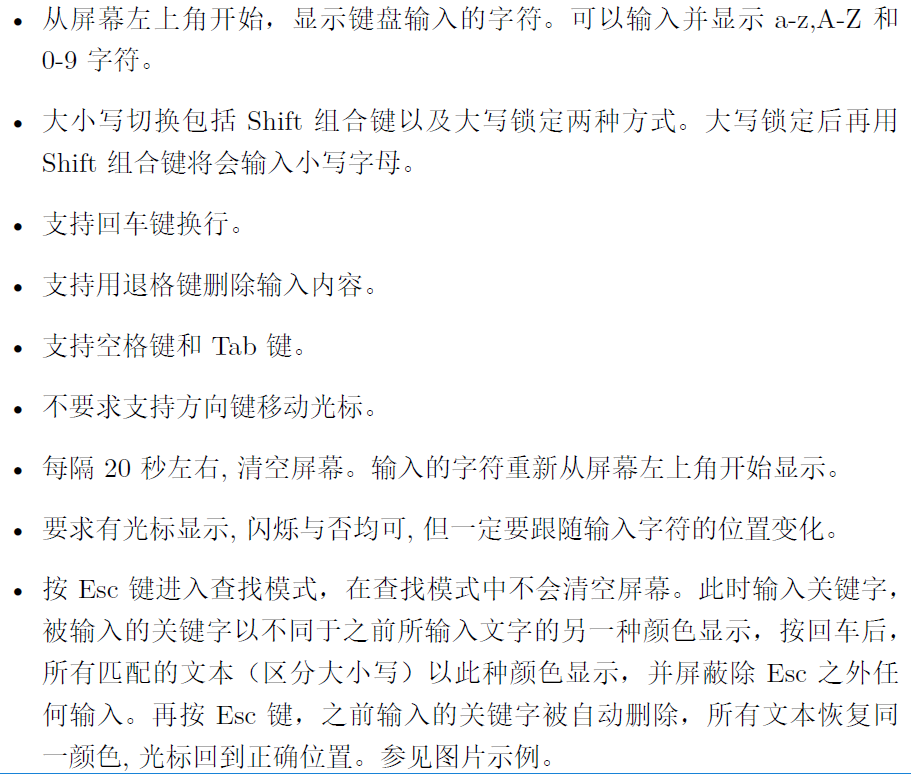 • 从屏幕左上角开始，显示键盘输入的字符。可以输入并显示 a-z,A-Z 和
0-9 字符。
• 大小写切换包括 Shift 组合键以及大写锁定两种方式。大写锁定后再用
Shift 组合键将会输入小写字母。
• 支持回车键换行。
• 支持用退格键删除输入内容。
• 支持空格键和 Tab 键。
• 不要求支持方向键移动光标。
• 每隔 20 秒左右, 清空屏幕。输入的字符重新从屏幕左上角开始显示。
• 要求有光标显示, 闪烁与否均可, 但一定要跟随输入字符的位置变化。
• 按 Esc 键进入查找模式，在查找模式中不会清空屏幕。此时输入关键字，
被输入的关键字以不同于之前所输入文字的另一种颜色显示，按回车后，
所有匹配的文本（区分大小写）以此种颜色显示，并屏蔽除 Esc 之外任
何输入。再按 Esc 键，之前输入的关键字被自动删除，所有文本恢复同
一颜色, 光标回到正确位置。参见图片示例。